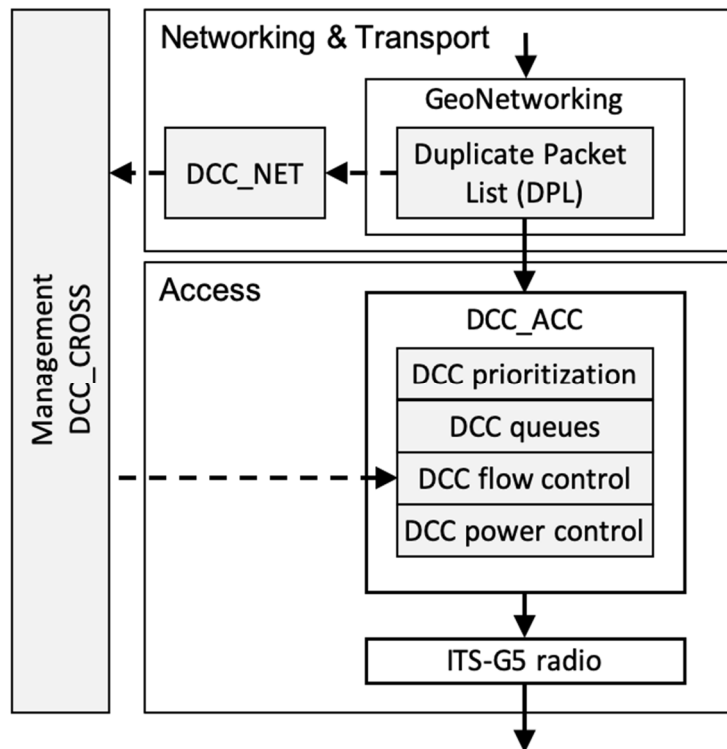 Networking & Transport
GeoNetworking
Duplicate Packet
List (DPL)
DCC_NET
Management
DCC_CROSS
Access
DCC_ACC
DCC prioritization
DCC queues
DCC flow control
DCC power control
ITS-G5 radio